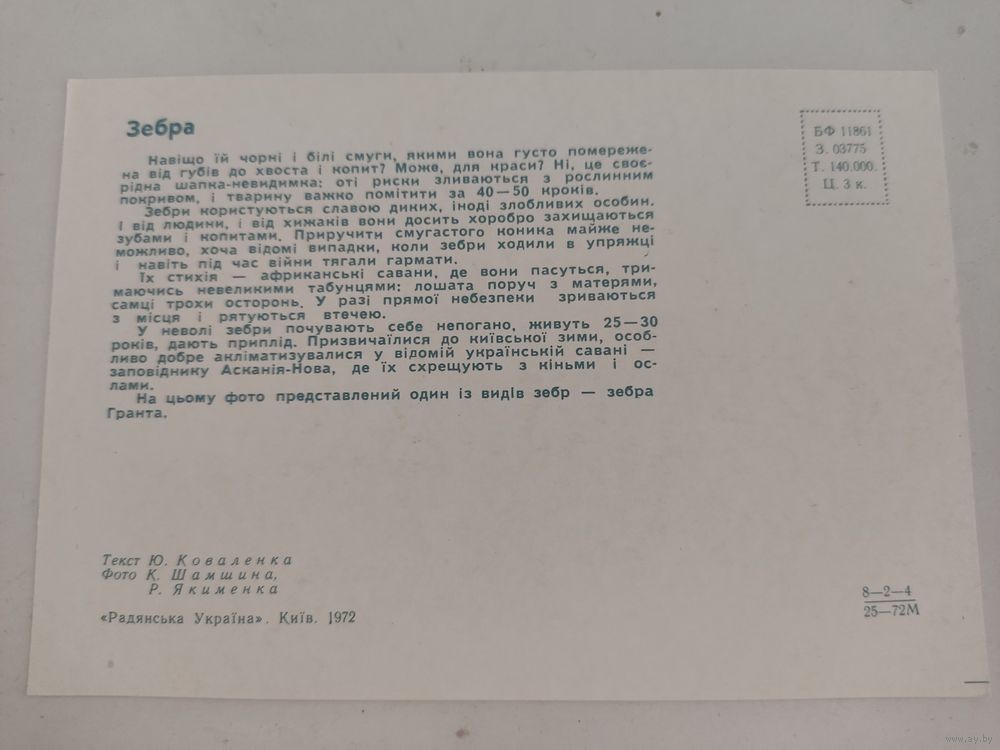 Зебра
Навіщо їй чорні і білі смуги, якими вона густо помереже-
на від губів до хвоста і копит? Може, для краси? Ні, це своє-
рідна шапка-невидимка: оті риски зливаються з рослинним
покривом, і тварину важко помітити за 40—50 кроків.
Зебри користуються славою диких, іноді злобливих особин.
І від людини, і від хижаків вони досить хоробро захищаються
зубами і копитами. Приручити смугастого коника майже не-
можливо, хоча відомі випадки, коли зебри ходили в упряжці
і навіть під час війни тягали гармати.
Їх стихія — африканські савани, де вони пасуться, три-
маючись невеликими табунцями: лошата поруч з матерями,
самці трохи осторонь. У разі прямої небезпеки зриваються
з місця і рятуються втечею.
У неволі зебри почувають себе непогано, живуть 25—30
років, дають приплід. Призвичаїлися до київської зими, особ-
ливо добре акліматизувалися у відомій українській савані —
заповіднику Асканія-Нова, де їх схрещують з кіньми і ос-
лами.
На цьому фото представлений один із видів зебр — зебра
Гранта.
БФ 11861
З. 03775
Т. 140.000.
Ц. 3 к.
Текст Ю. Коваленка
Фото К. Шамшина,
Р. Якименка
«Радянська Україна». Київ. 1972
8—2—4
25—72М
www.ay.by